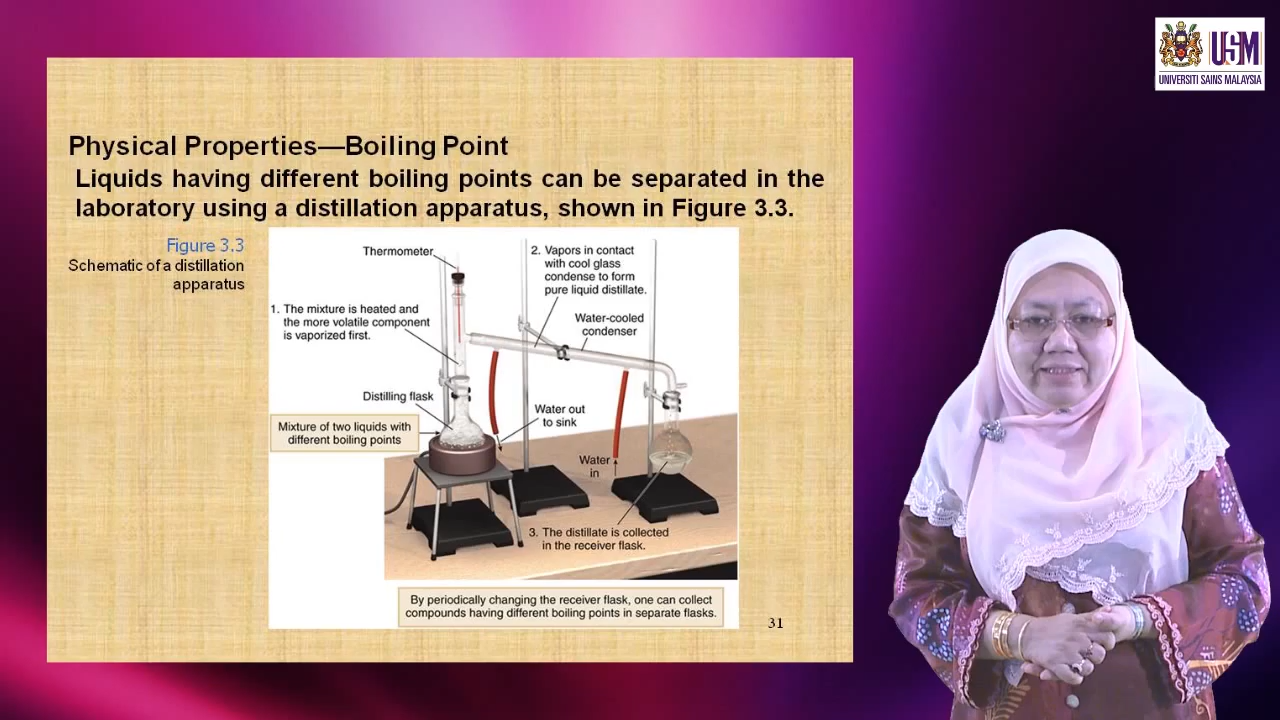 USM
UNIVERSITI SAINS MALAYSIA
Physical Properties—Boiling Point
Liquids having different boiling points can be separated in the
laboratory using a distillation apparatus, shown in Figure 3.3.
Figure 3.3
Schematic of a distillation
apparatus
Thermometer
2. Vapors in contact
with cool glass
condense to form
pure liquid distillate.
1. The mixture is heated and
the more volatile component
is vaporized first.
Water-cooled
condenser
Distilling flask
Mixture of two liquids with
different boiling points
Water out
to sink
Water
in
3. The distillate is collected
in the receiver flask.
By periodically changing the receiver flask, one can collect
compounds having different boiling points in separate flasks.
31